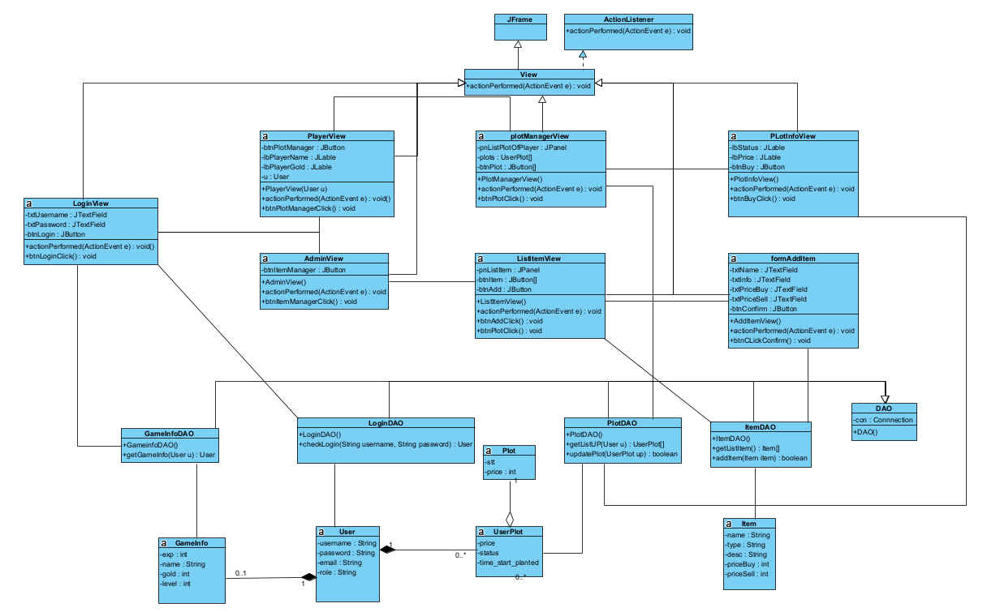 JFrame
ActionListener
+actionPerformed(ActionEvent e) : void
View
+actionPerformed(ActionEvent e) : void
a PlayerView
-btnPlotManager : JButton
-lbPlayerName : JLable
-lbPlayerGold : JLable
-u : User
+PlayerView(User u)
+actionPerformed(ActionEvent e) : void()
+btnPlotManagerClick() : void
a plotManagerView
-pnListPlotOfPlayer : JPanel
-plots : UserPlot[]
-btnPlot : JButton[]
+PlotManagerView()
+actionPerformed(ActionEvent e) : void
+btnPlotClick() : void
a PLotInfoView
-lbStatus : JLable
-lbPrice : JLable
-btnBuy : JButton
+PlotInfoView()
+actionPerformed(ActionEvent e) : void
+btnBuyClick() : void
a LoginView
-txtUsername : JTextField
-txtPassword : JTextField
-btnLogin : JButton
+actionPerformed(ActionEvent e) : void()
+btnLoginClick() : void
a AdminView
-btnItemManager : JButton
+AdminView()
+actionPerformed(ActionEvent e) : void
+btnItemManagerClick() : void
a ListItemView
-pnListItem : JPanel
-btnItem : JButton[]
-btnAdd : JButton
+ListItemView()
+actionPerformed(ActionEvent e) : void
+btnAddClick() : void
+btnPlotClick() : void
a formAddItem
-txtName : JTextField
-txtInfo : JTextField
-txtPriceBuy : JTextField
-txtPriceSell : JTextField
-btnConfirm : JButton
+AddItemView()
+actionPerformed(ActionEvent e) : void
+btnCLickConfirm() : void
GameInfoDAO
+GameinfoDAO()
+getGameInfo(User u) : User
LoginDAO
+LoginDAO()
+checkLogin(String username, String password) : User
a Plot
-stt
-price : int
1
PlotDAO
+PlotDAO()
+getListUP(User u) : UserPlot[]
+updatePlot(UserPlot up) : boolean
ItemDAO
+ItemDAO()
+getListItem() : Item[]
+addItem(Item item) : boolean
DAO
-con : Connnection
+DAO()
a GameInfo
-exp : int
-name : String
-gold : int
-level : int
0..1
1
a User
-username : String
-password : String
-email : String
-role : String
1
0..*
a UserPlot
-price
-status
-time_start_planted
0..*
a Item
-name : String
-type : String
-desc : String
-priceBuy : int
-priceSell : int